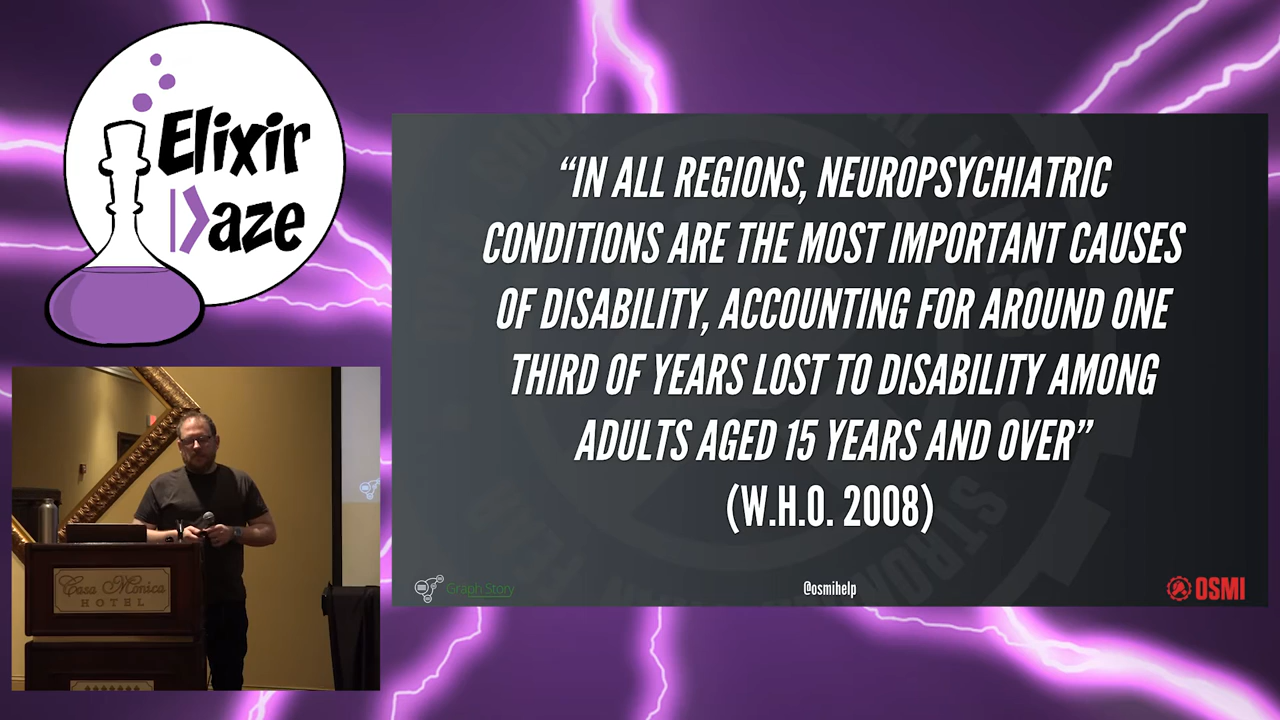 Elixir
Daze
“IN ALL REGIONS, NEUROPSYCHIATRIC
CONDITIONS ARE THE MOST IMPORTANT CAUSES
OF DISABILITY, ACCOUNTING FOR AROUND ONE
THIRD OF YEARS LOST TO DISABILITY AMONG
ADULTS AGED 15 YEARS AND OVER”
(W.H.O. 2008)
Graph Story
@osmihelp
OSMI
Casa Monica
HOTEL